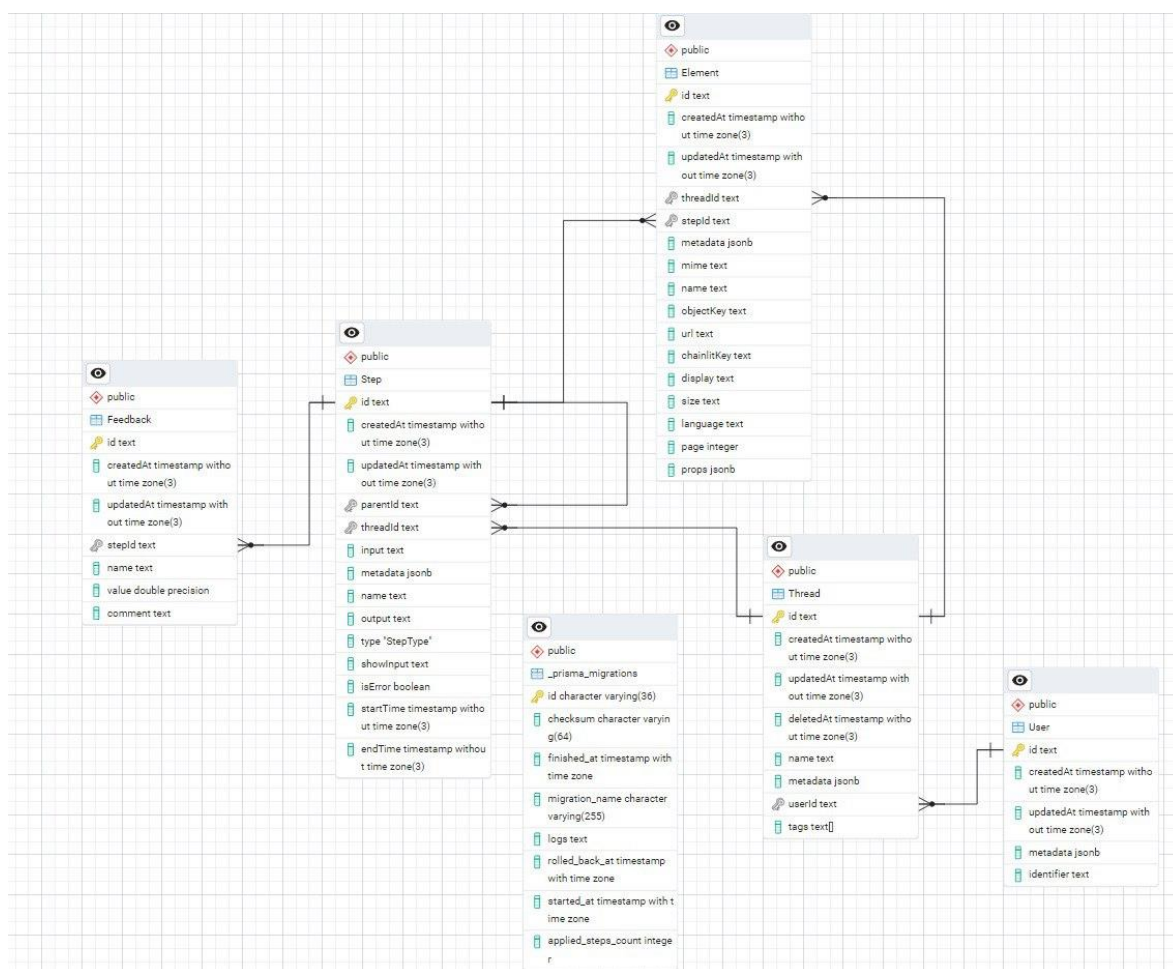 public
Element
id text
createdAt timestamp witho
ut time zone(3)
updatedAt timestamp with
out time zone(3)
threadId text
stepId text
metadata jsonb
mime text
name text
objectKey text
url text
chainlitKey text
display text
size text
language text
page integer
props jsonb
public
Step
id text
createdAt timestamp witho
ut time zone(3)
updatedAt timestamp with
out time zone(3)
parentId text
threadId text
input text
metadata jsonb
name text
output text
type "StepType"
showInput text
isError boolean
startTime timestamp witho
ut time zone(3)
endTime timestamp withou
t time zone(3)
public
Feedback
id text
createdAt timestamp witho
ut time zone(3)
updatedAt timestamp with
out time zone(3)
stepId text
name text
value double precision
comment text
public
_prisma_migrations
id character varying(36)
checksum character varyin
g(64)
finished_at timestamp with
time zone
migration_name character
varying(255)
logs text
rolled_back_at timestamp
with time zone
started_at timestamp with t
ime zone
applied_steps_count intege
r
public
Thread
id text
createdAt timestamp witho
ut time zone(3)
updatedAt timestamp with
out time zone(3)
deletedAt timestamp witho
ut time zone(3)
name text
metadata jsonb
userId text
tags text[]
public
User
id text
createdAt timestamp witho
ut time zone(3)
updatedAt timestamp with
out time zone(3)
metadata jsonb
identifier text